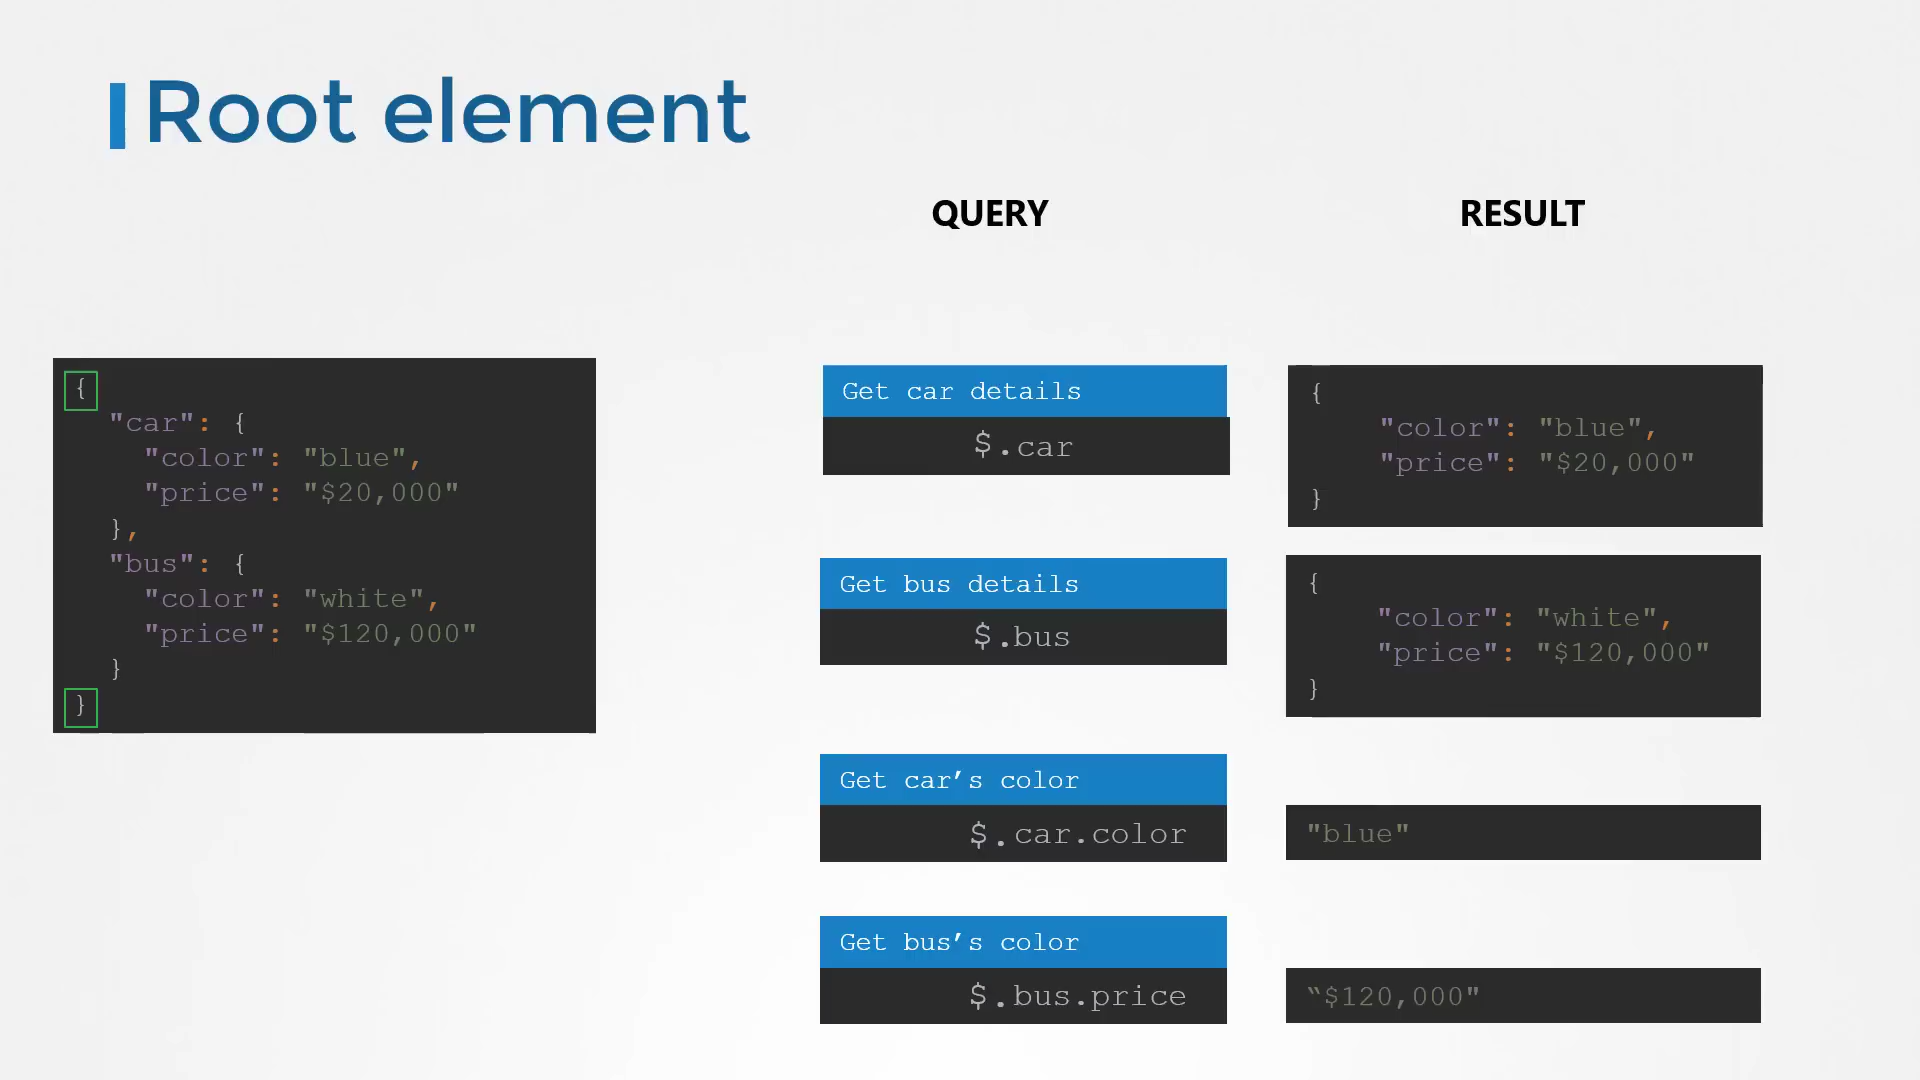 Root element
QUERY
RESULT
{
"car": {
"color": "blue",
"price": "$20,000"
},
"bus": {
"color": "white",
"price": "$120,000"
}
}
Get car details
$.car
{
"color": "blue",
"price": "$20,000"
}
Get bus details
$.bus
{
"color": "white",
"price": "$120,000"
}
Get car’s color
$.car.color
"blue"
Get bus’s color
$.bus.price
“$120,000"